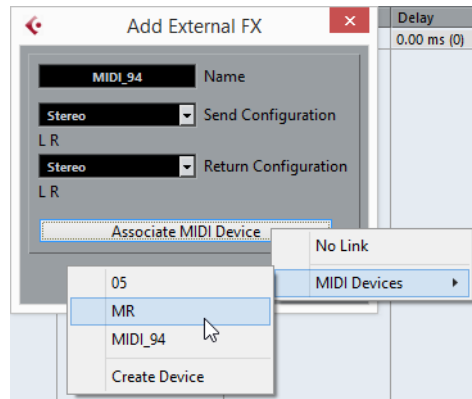 Add External FX
Delay
0.00 ms (0)
MIDI_94 Name
Stereo Send Configuration
L R
Stereo Return Configuration
L R
Associate MIDI Device
No Link
MIDI Devices
05
MR
MIDI_94
Create Device